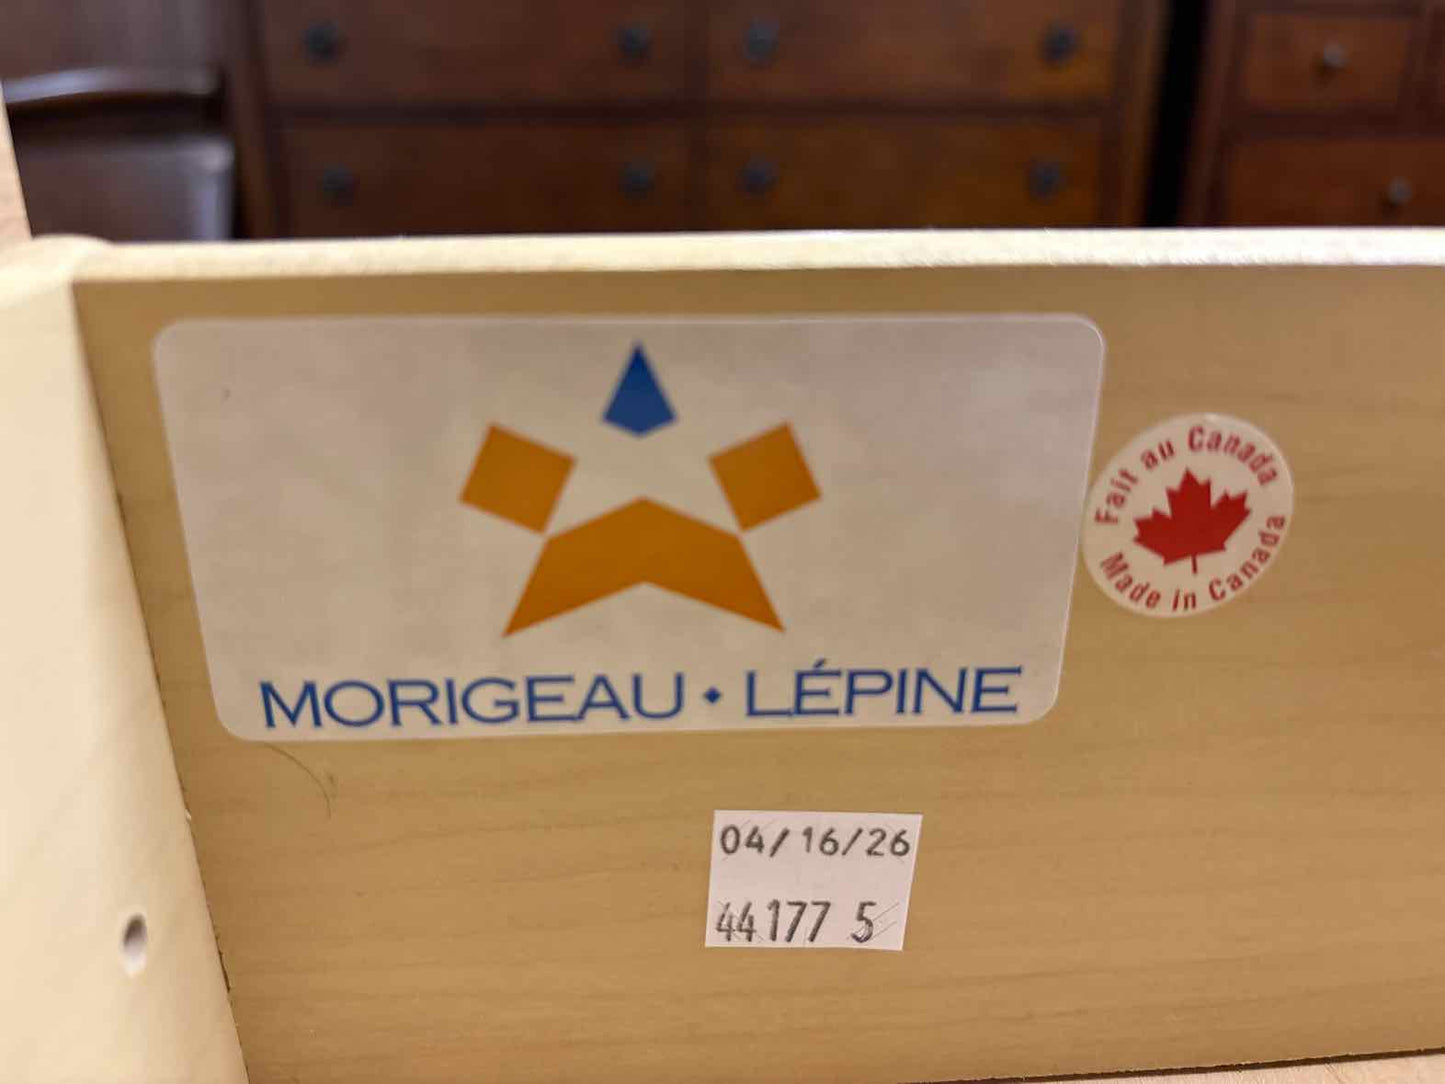 MORIGEAU • LÉPINE
Fait au Canada
Made in Canada
04/16/26
44177 5